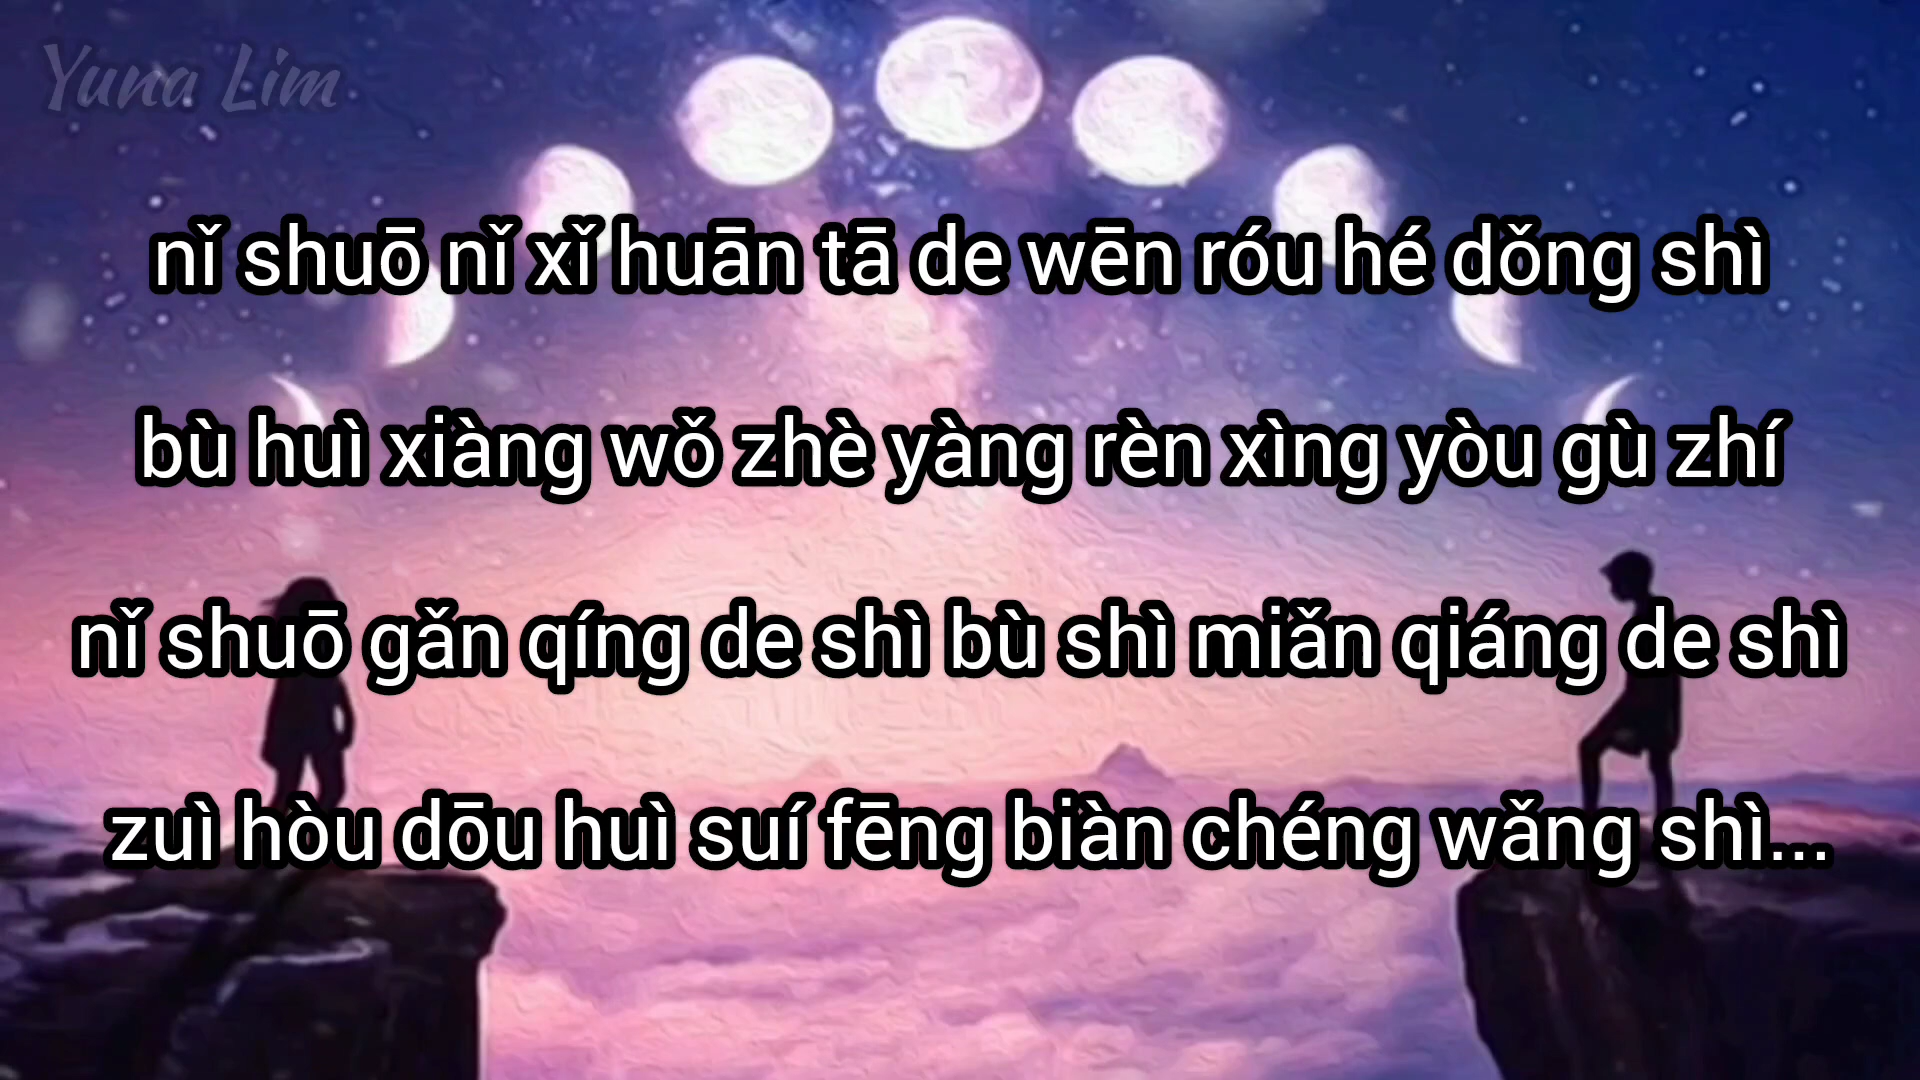 Yuna Lim
nǐ shuō nǐ xǐ huān tā de wēn róu hé dǒng shì
bù huì xiàng wǒ zhè yàng rèn xìng yòu gù zhí
nǐ shuō gǎn qíng de shì bù shì miǎn qiáng de shì
zuì hòu dōu huì suí fēng biàn chéng wǎng shì...